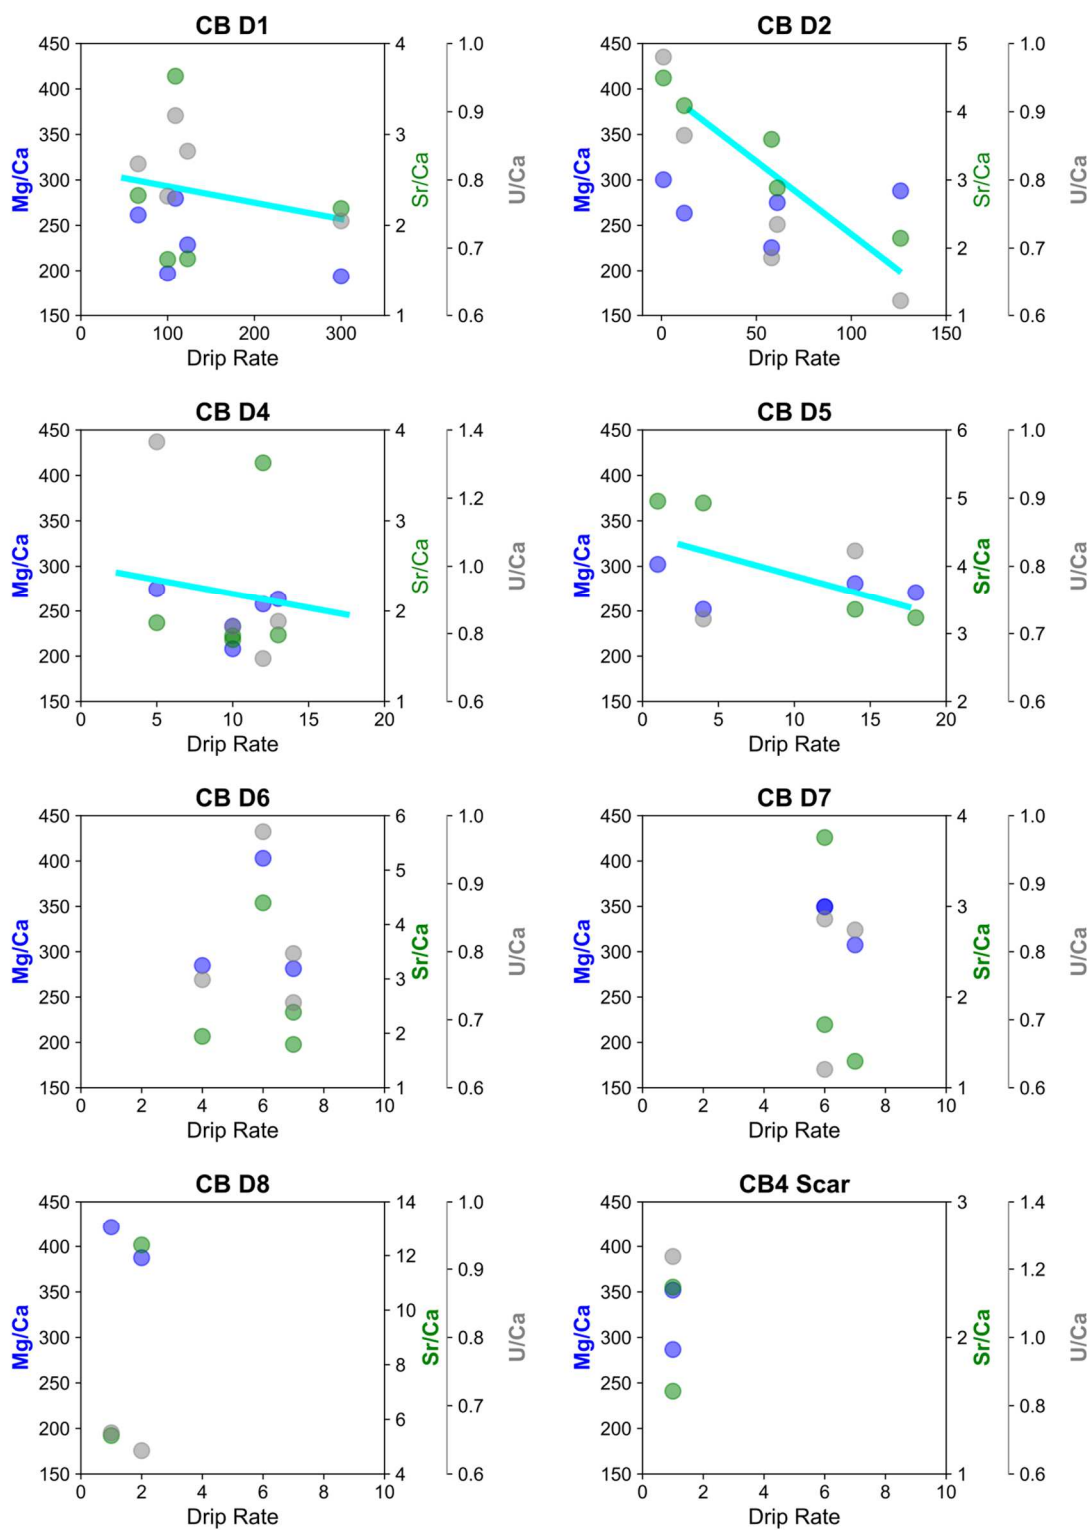 CB D1
CB D2
450 4 1.0 450 5 1.0
400 400
0.9 4 0.9
350 3 350
Mg/Ca 300 Sr/Ca 0.8 U/Ca Mg/Ca 300 3 Sr/Ca 0.8 U/Ca
250 2 250
0.7 2 0.7
200 200
150 1 0.6 150 1 0.6
0 100 200 300 0 50 100 150
Drip Rate Drip Rate
CB D4
CB D5
450 4 1.4 450 6 1.0
400 400
1.2 5 0.9
350 3 350
Mg/Ca 300 Sr/Ca 1.0 U/Ca Mg/Ca 300 4 Sr/Ca 0.8 U/Ca
250 2 250
0.8 3 0.7
200 200
150 1 0.6 150 2 0.6
0 5 10 15 20 0 5 10 15 20
Drip Rate Drip Rate
CB D6
CB D7
450 6 1.0 450 4 1.0
400 5 400
0.9 0.9
350 4 350 3
Mg/Ca 300 Sr/Ca 0.8 U/Ca Mg/Ca 300 Sr/Ca 0.8 U/Ca
250 3 250 2
0.7 0.7
200 2 200
150 1 0.6 150 1 0.6
0 2 4 6 8 10 0 2 4 6 8 10
Drip Rate Drip Rate
CB D8
CB4 Scar
450 14 1.0 450 3 1.4
400 12 400
0.9 1.2
350 10 350
Mg/Ca 300 Sr/Ca 0.8 U/Ca Mg/Ca 300 2 Sr/Ca 1.0 U/Ca
250 8 250
0.7 0.8
200 6 200
150 4 0.6 150 1 0.6
0 2 4 6 8 10 0 2 4 6 8 10
Drip Rate Drip Rate